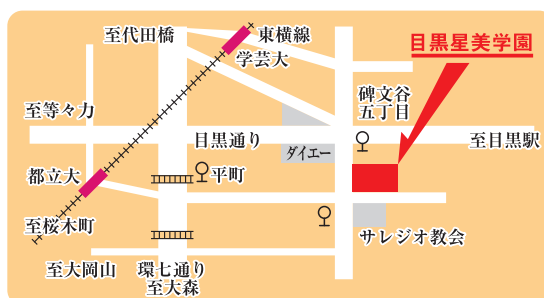 至代田橋
東横線
学芸大
目黒星美学園
碑文谷
五丁目
至等々力
目黒通り
至目黒駅
ダイエー
都立大
平町
至桜木町
サレジオ教会
至大岡山
環七通り
至大森